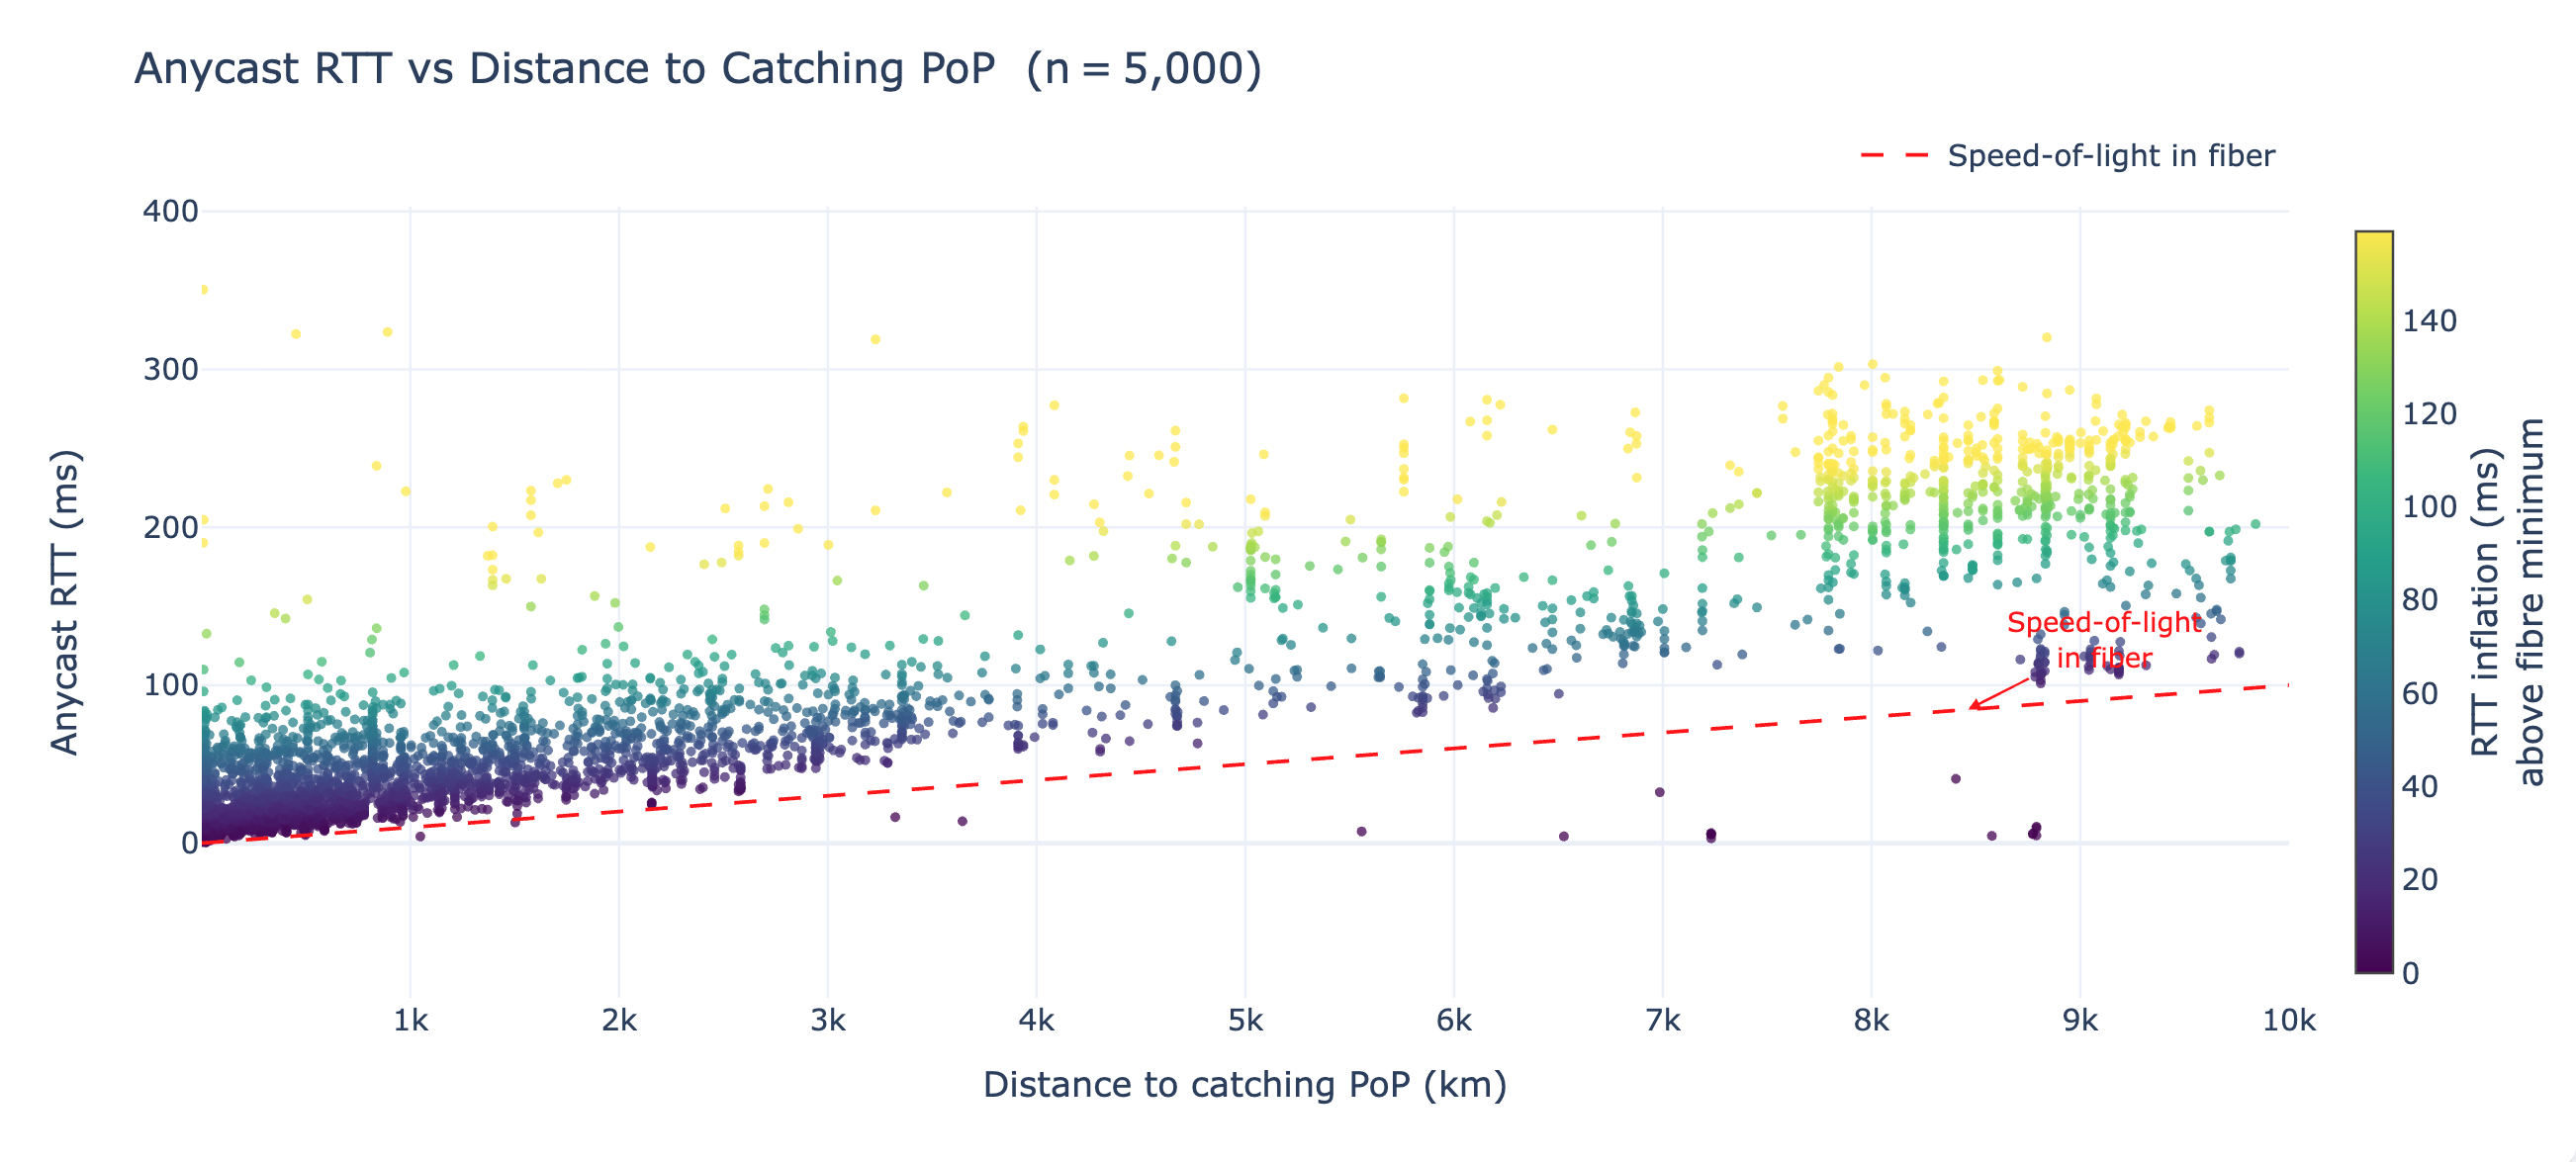 Anycast RTT vs Distance to Catching PoP (n = 5,000)
Speed-of-light in fiber
400
300
200
100
0
Anycast RTT (ms)
Speed-of-light
in fiber
1k
2k
3k
4k
5k
6k
7k
8k
9k
10k
Distance to catching PoP (km)
140
120
100
80
60
40
20
0
RTT inflation (ms)
above fibre minimum